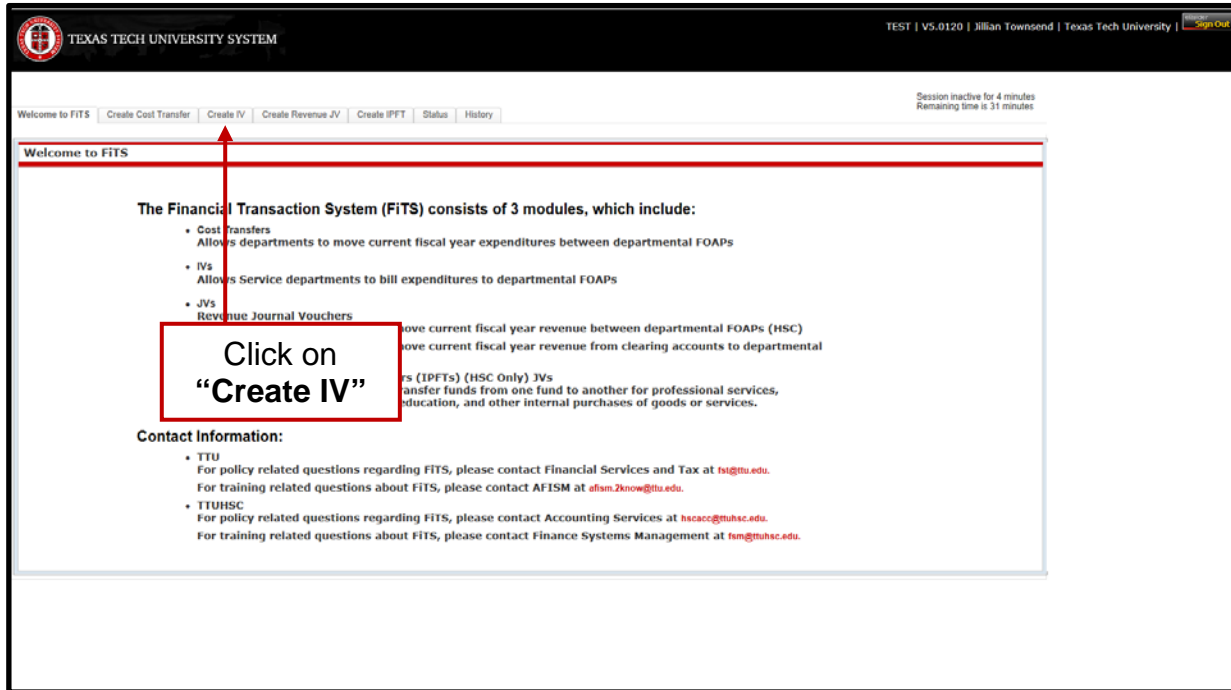 TEXAS TECH UNIVERSITY SYSTEM
TEST | V5.0120 | Jillian Townsend | Texas Tech University | Sign Out
Session inactive for 4 minutes
Remaining time is 31 minutes
Welcome to FiTS Create Cost Transfer Create IV Create Revenue JV Create IPFT Status History
Welcome to FiTS
The Financial Transaction System (FiTS) consists of 3 modules, which include:
• Cost Transfers
Allows departments to move current fiscal year expenditures between departmental FOAPs
• IVs
Allows Service departments to bill expenditures to departmental FOAPs
• JVs
Revenue Journal Vouchers
move current fiscal year revenue between departmental FOAPs (HSC)
move current fiscal year revenue from clearing accounts to departmental
rs (IPFTs) (HSC Only) JVs
ransfer funds from one fund to another for professional services,
education, and other internal purchases of goods or services.
Click on
“Create IV”
Contact Information:
• TTU
For policy related questions regarding FiTS, please contact Financial Services and Tax at fst@ttu.edu.
For training related questions about FiTS, please contact AFISM at afism.2know@ttu.edu.
• TTUHSC
For policy related questions regarding FiTS, please contact Accounting Services at hscacc@ttuhsc.edu.
For training related questions about FiTS, please contact Finance Systems Management at fsm@ttuhsc.edu.